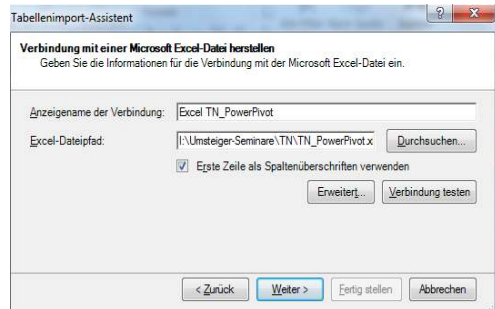 Tabellenimport-Assistent
Verbindung mit einer Microsoft Excel-Datei herstellen
Geben Sie die Informationen für die Verbindung mit der Microsoft Excel-Datei ein.
Anzeigename der Verbindung: Excel TN_PowerPivot
Excel-Dateipfad: I:\Umsteiger-Seminare\TN\TN_PowerPivot.x Durchsuchen...
Erste Zeile als Spaltenüberschriften verwenden
Erweitert... Verbindung testen
< Zurück Weiter > Fertig stellen Abbrechen